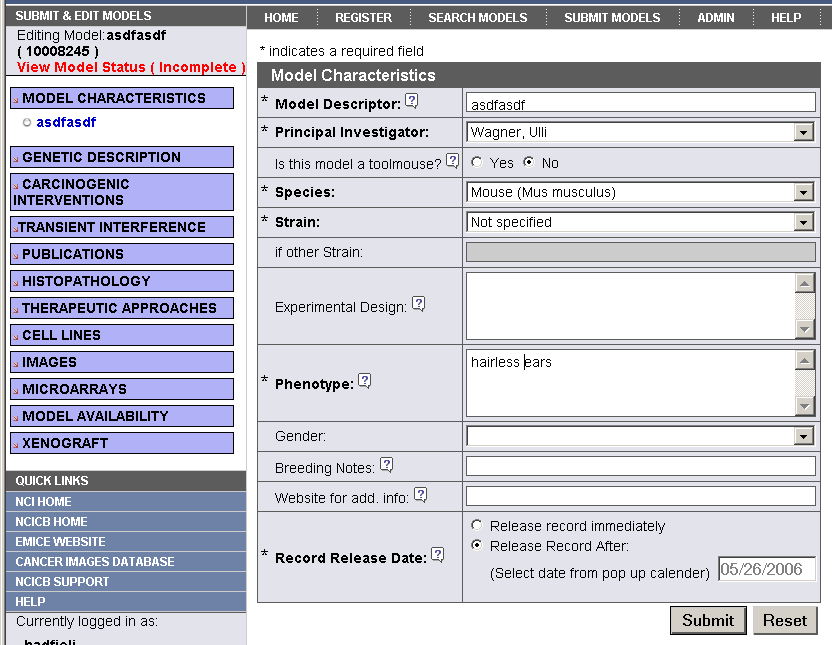 SUBMIT & EDIT MODELS
Editing Model:asdfasdf
( 10008245 )
View Model Status ( Incomplete )
MODEL CHARACTERISTICS
asdfasdf
GENETIC DESCRIPTION
CARCINOGENIC
INTERVENTIONS
TRANSIENT INTERFERENCE
PUBLICATIONS
HISTOPATHOLOGY
THERAPEUTIC APPROACHES
CELL LINES
IMAGES
MICROARRAYS
MODEL AVAILABILITY
XENOGRAFT
QUICK LINKS
NCI HOME
NCICB HOME
EMICE WEBSITE
CANCER IMAGES DATABASE
NCICB SUPPORT
HELP
Currently logged in as:
HOME REGISTER SEARCH MODELS SUBMIT MODELS ADMIN HELP
* indicates a required field
Model Characteristics
* Model Descriptor: ? asdfasdf
* Principal Investigator: Wagner, Ulli
Is this model a toolmouse? ? Yes No
* Species: Mouse (Mus musculus)
* Strain: Not specified
if other Strain:
Experimental Design: ?
* Phenotype: ? hairless ears
Gender:
Breeding Notes: ?
Website for add. info: ?
Release record immediately
* Record Release Date: ? Release Record After:
(Select date from pop up calender) 05/26/2006
Submit Reset